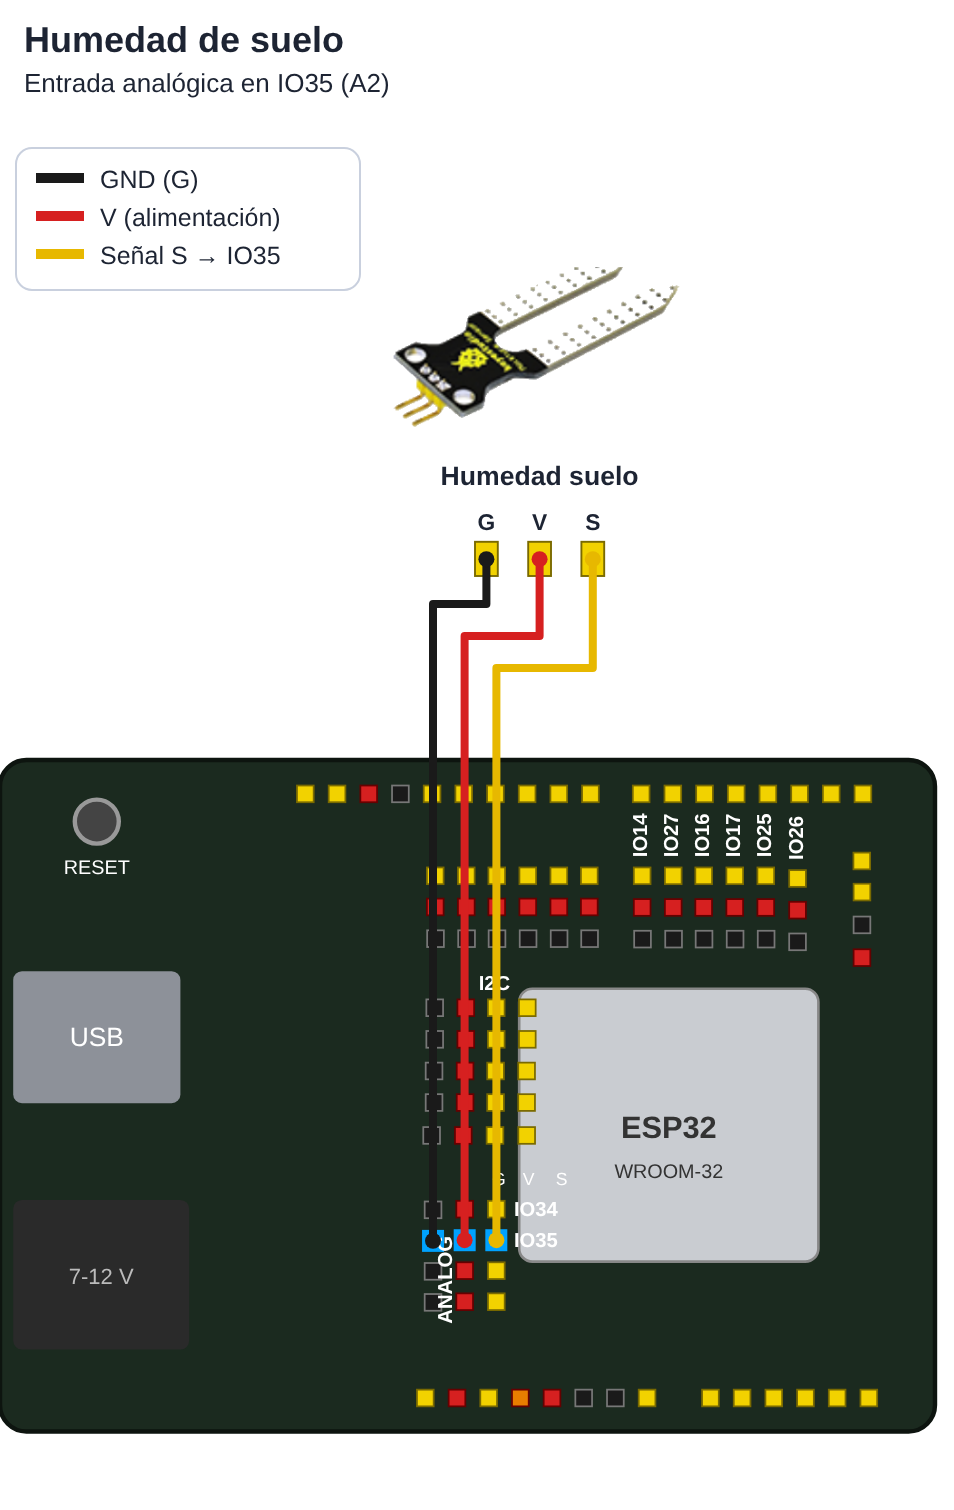 Humedad de suelo
Entrada analógica en IO35 (A2)
GND (G)
V (alimentación)
Señal S → IO35
Humedad suelo
G V S
IO14 IO27 IO16 IO17 IO25 IO26
RESET
I2C
USB
ESP32
WROOM-32
G V S
IO34
IO35
ANALOG
7-12 V